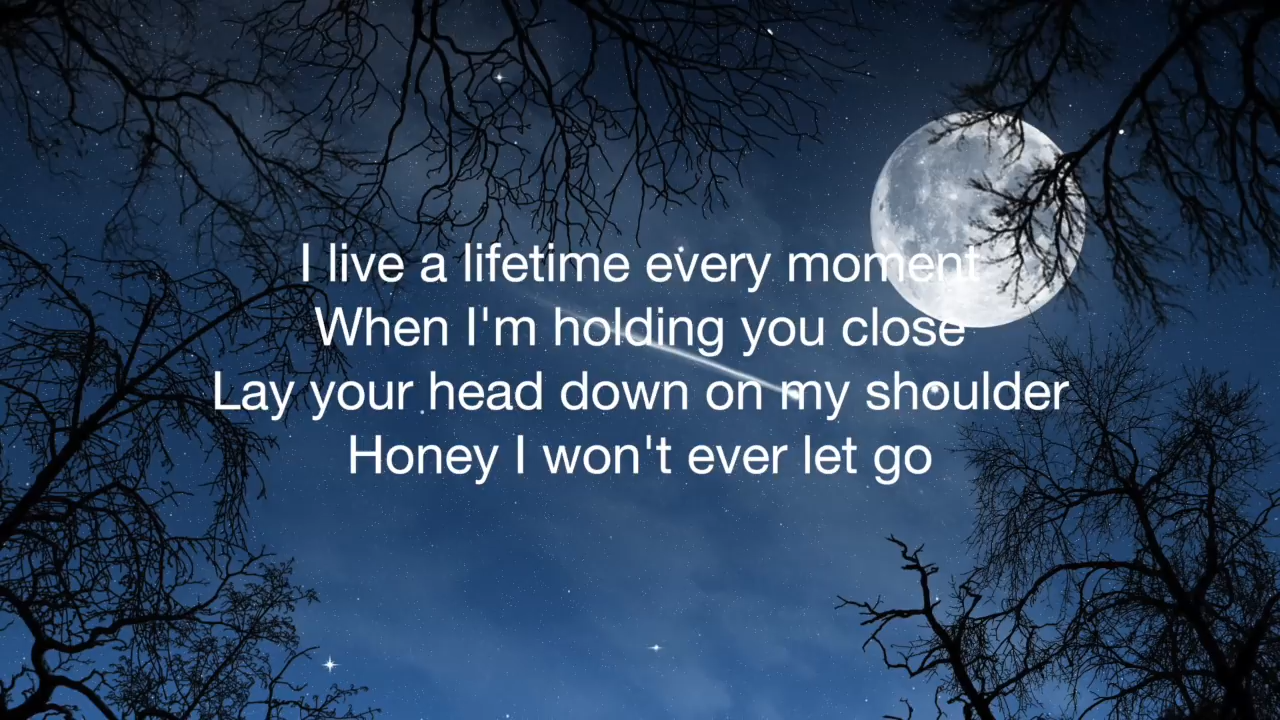 I live a lifetime every moment
When I'm holding you close
Lay your head down on my shoulder
Honey I won't ever let go